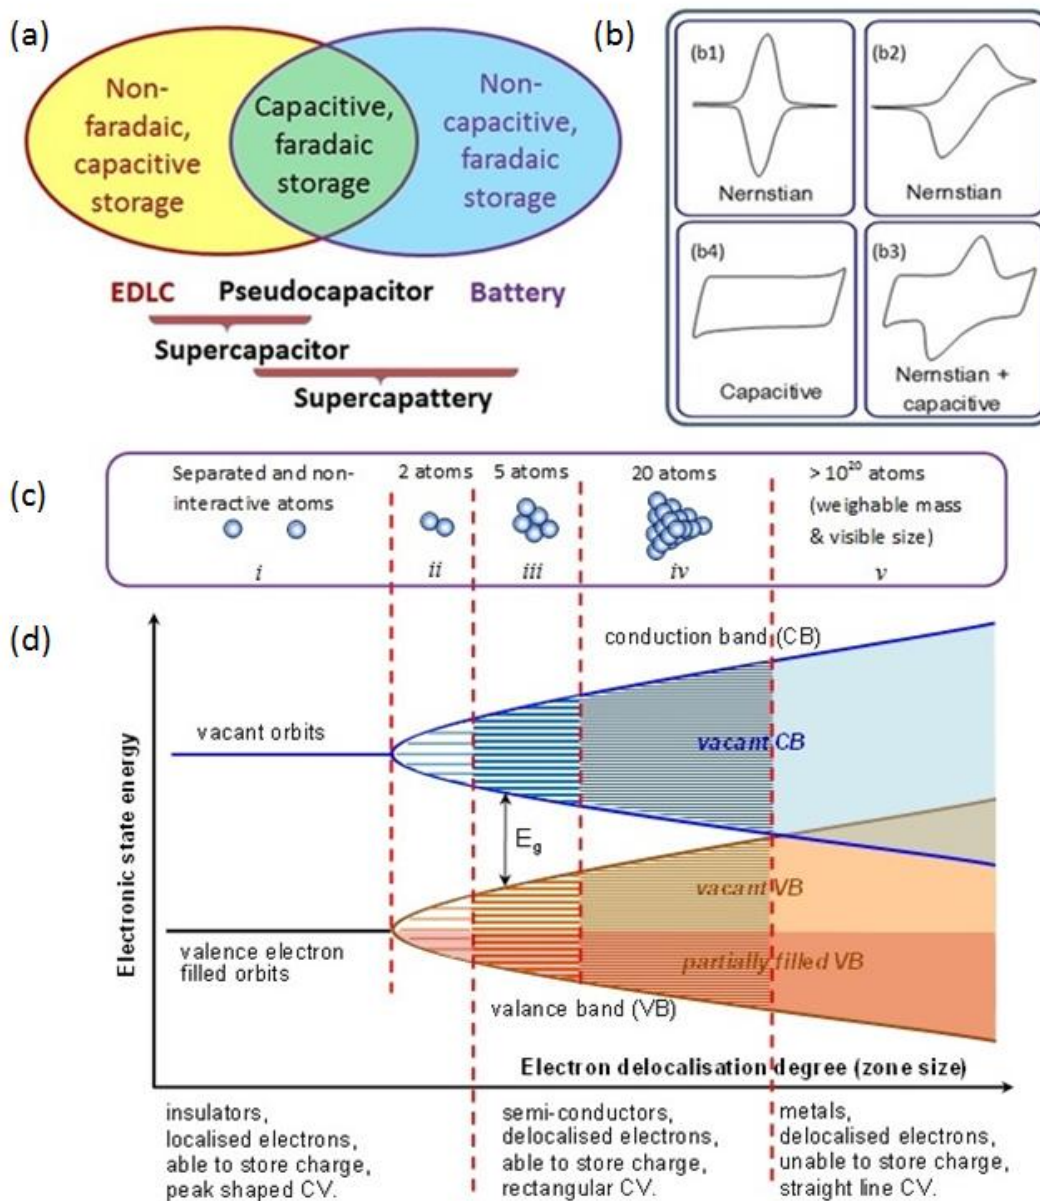 (a)
Non-
faradaic,
capacitive
storage
Capacitive,
faradaic
storage
Non-
capacitive,
faradaic
storage
EDLC Pseudocapacitor Battery
Supercapacitor
Supercapattery
(b)
(b1)
Nernstian
(b2)
Nernstian
(b4)
Capacitive
(b3)
Nernstian +
capacitive
(c)
Separated and non-
interactive atoms
i
2 atoms
ii
5 atoms
iii
20 atoms
iv
> 10²⁰ atoms
(weighable mass
& visible size)
v
(d)
Electronic state energy
conduction band (CB)
vacant orbits
vacant CB
Eg
vacant VB
valence electron
filled orbits
partially filled VB
valance band (VB)
Electron delocalisation degree (zone size)
insulators,
localised electrons,
able to store charge,
peak shaped CV.
semi-conductors,
delocalised electrons,
able to store charge,
rectangular CV.
metals,
delocalised electrons,
unable to store charge,
straight line CV.